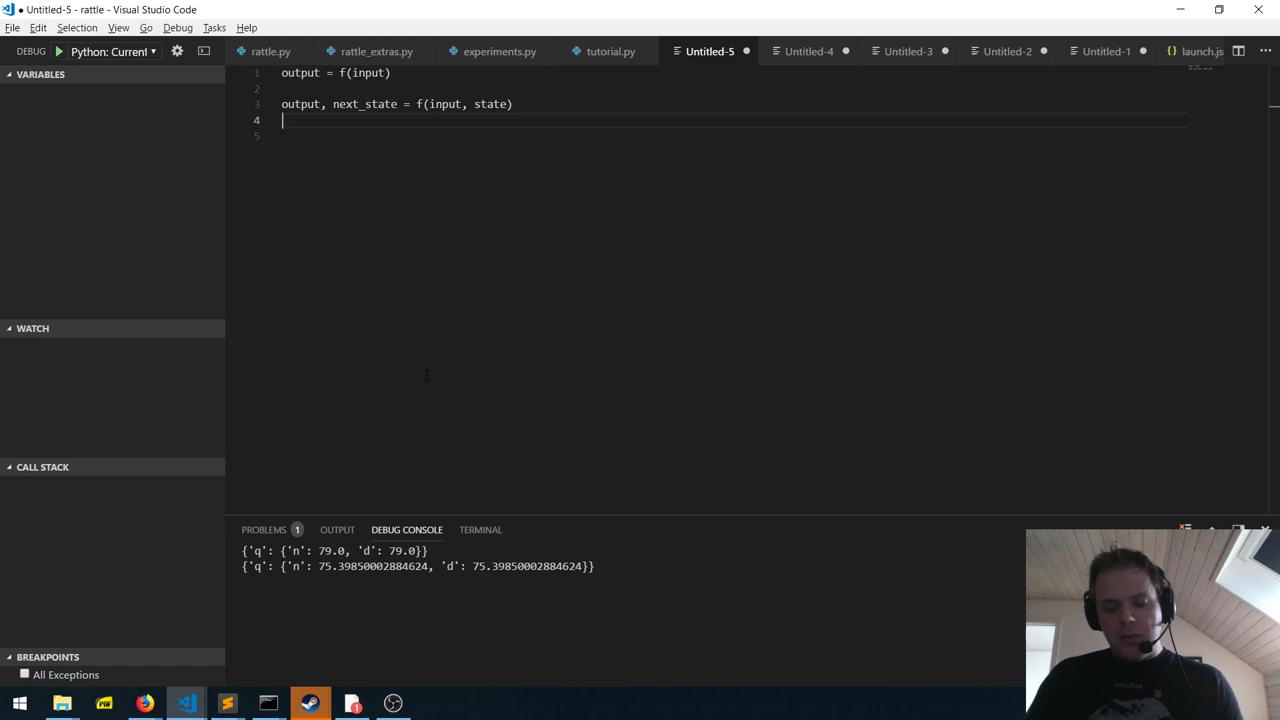 ● Untitled-5 - rattle - Visual Studio Code
File Edit Selection View Go Debug Tasks Help
DEBUG Python: Current
rattle.py rattle_extras.py experiments.py tutorial.py Untitled-5 Untitled-4 Untitled-3 Untitled-2 Untitled-1 { } launch.js
VARIABLES
WATCH
CALL STACK
BREAKPOINTS
All Exceptions
1 output = f(input)
2
3 output, next_state = f(input, state)
4
5
PROBLEMS 1 OUTPUT DEBUG CONSOLE TERMINAL
{'q': {'n': 79.0, 'd': 79.0}}
{'q': {'n': 75.39850002884624, 'd': 75.39850002884624}}
PDF
1
oculus